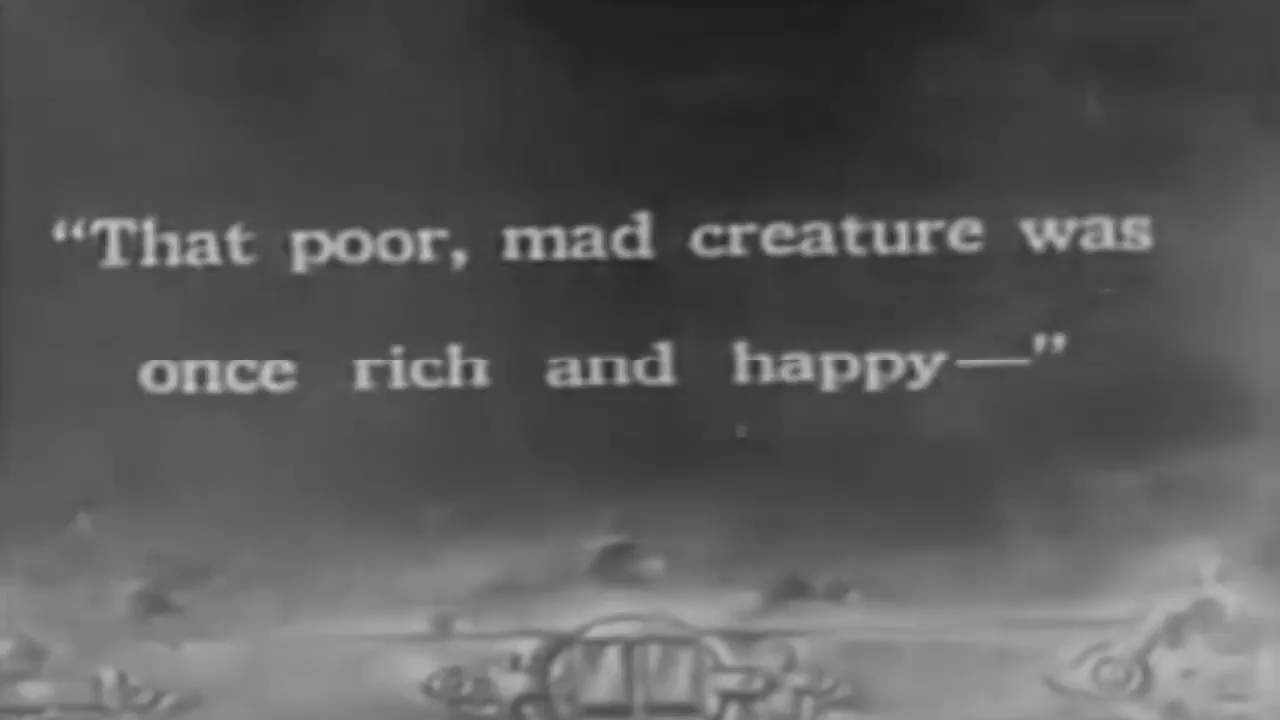 “That poor, mad creature was
once rich and happy—”